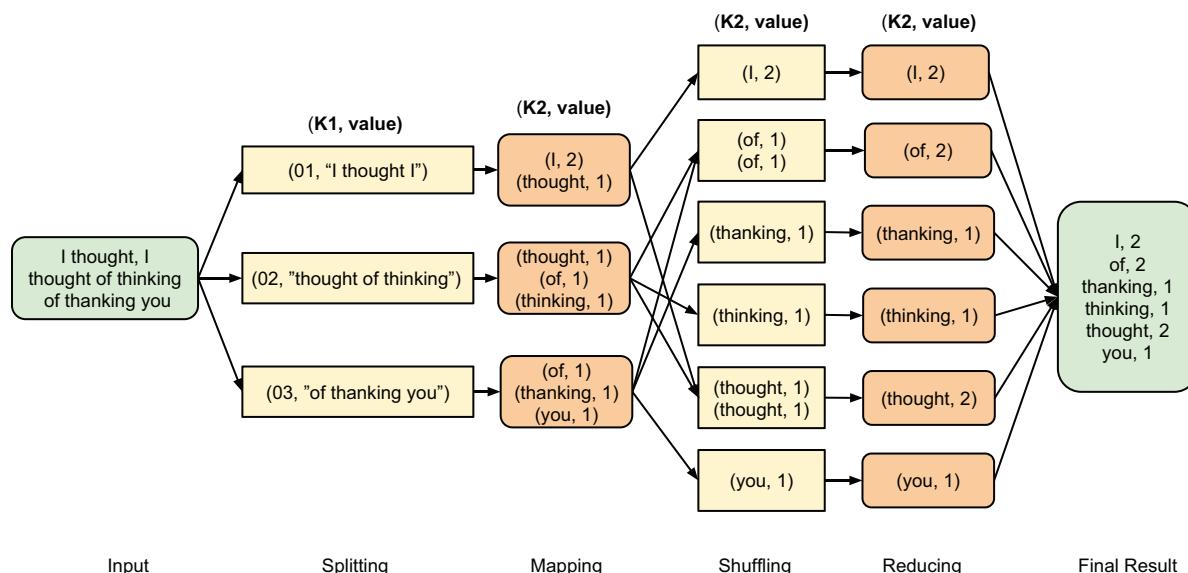 (K2, value)
(K2, value)
(I, 2)
(I, 2)
(K1, value)
(K2, value)
(01, “I thought I”)
(I, 2)
(thought, 1)
(of, 1)
(of, 1)
(of, 2)
I thought, I
thought of thinking
of thanking you
(02, ”thought of thinking”)
(thought, 1)
(of, 1)
(thinking, 1)
(thanking, 1)
(thanking, 1)
(thinking, 1)
(thinking, 1)
I, 2
of, 2
thanking, 1
thinking, 1
thought, 2
you, 1
(03, ”of thanking you”)
(of, 1)
(thanking, 1)
(you, 1)
(thought, 1)
(thought, 1)
(thought, 2)
(you, 1)
(you, 1)
Input
Splitting
Mapping
Shuffling
Reducing
Final Result